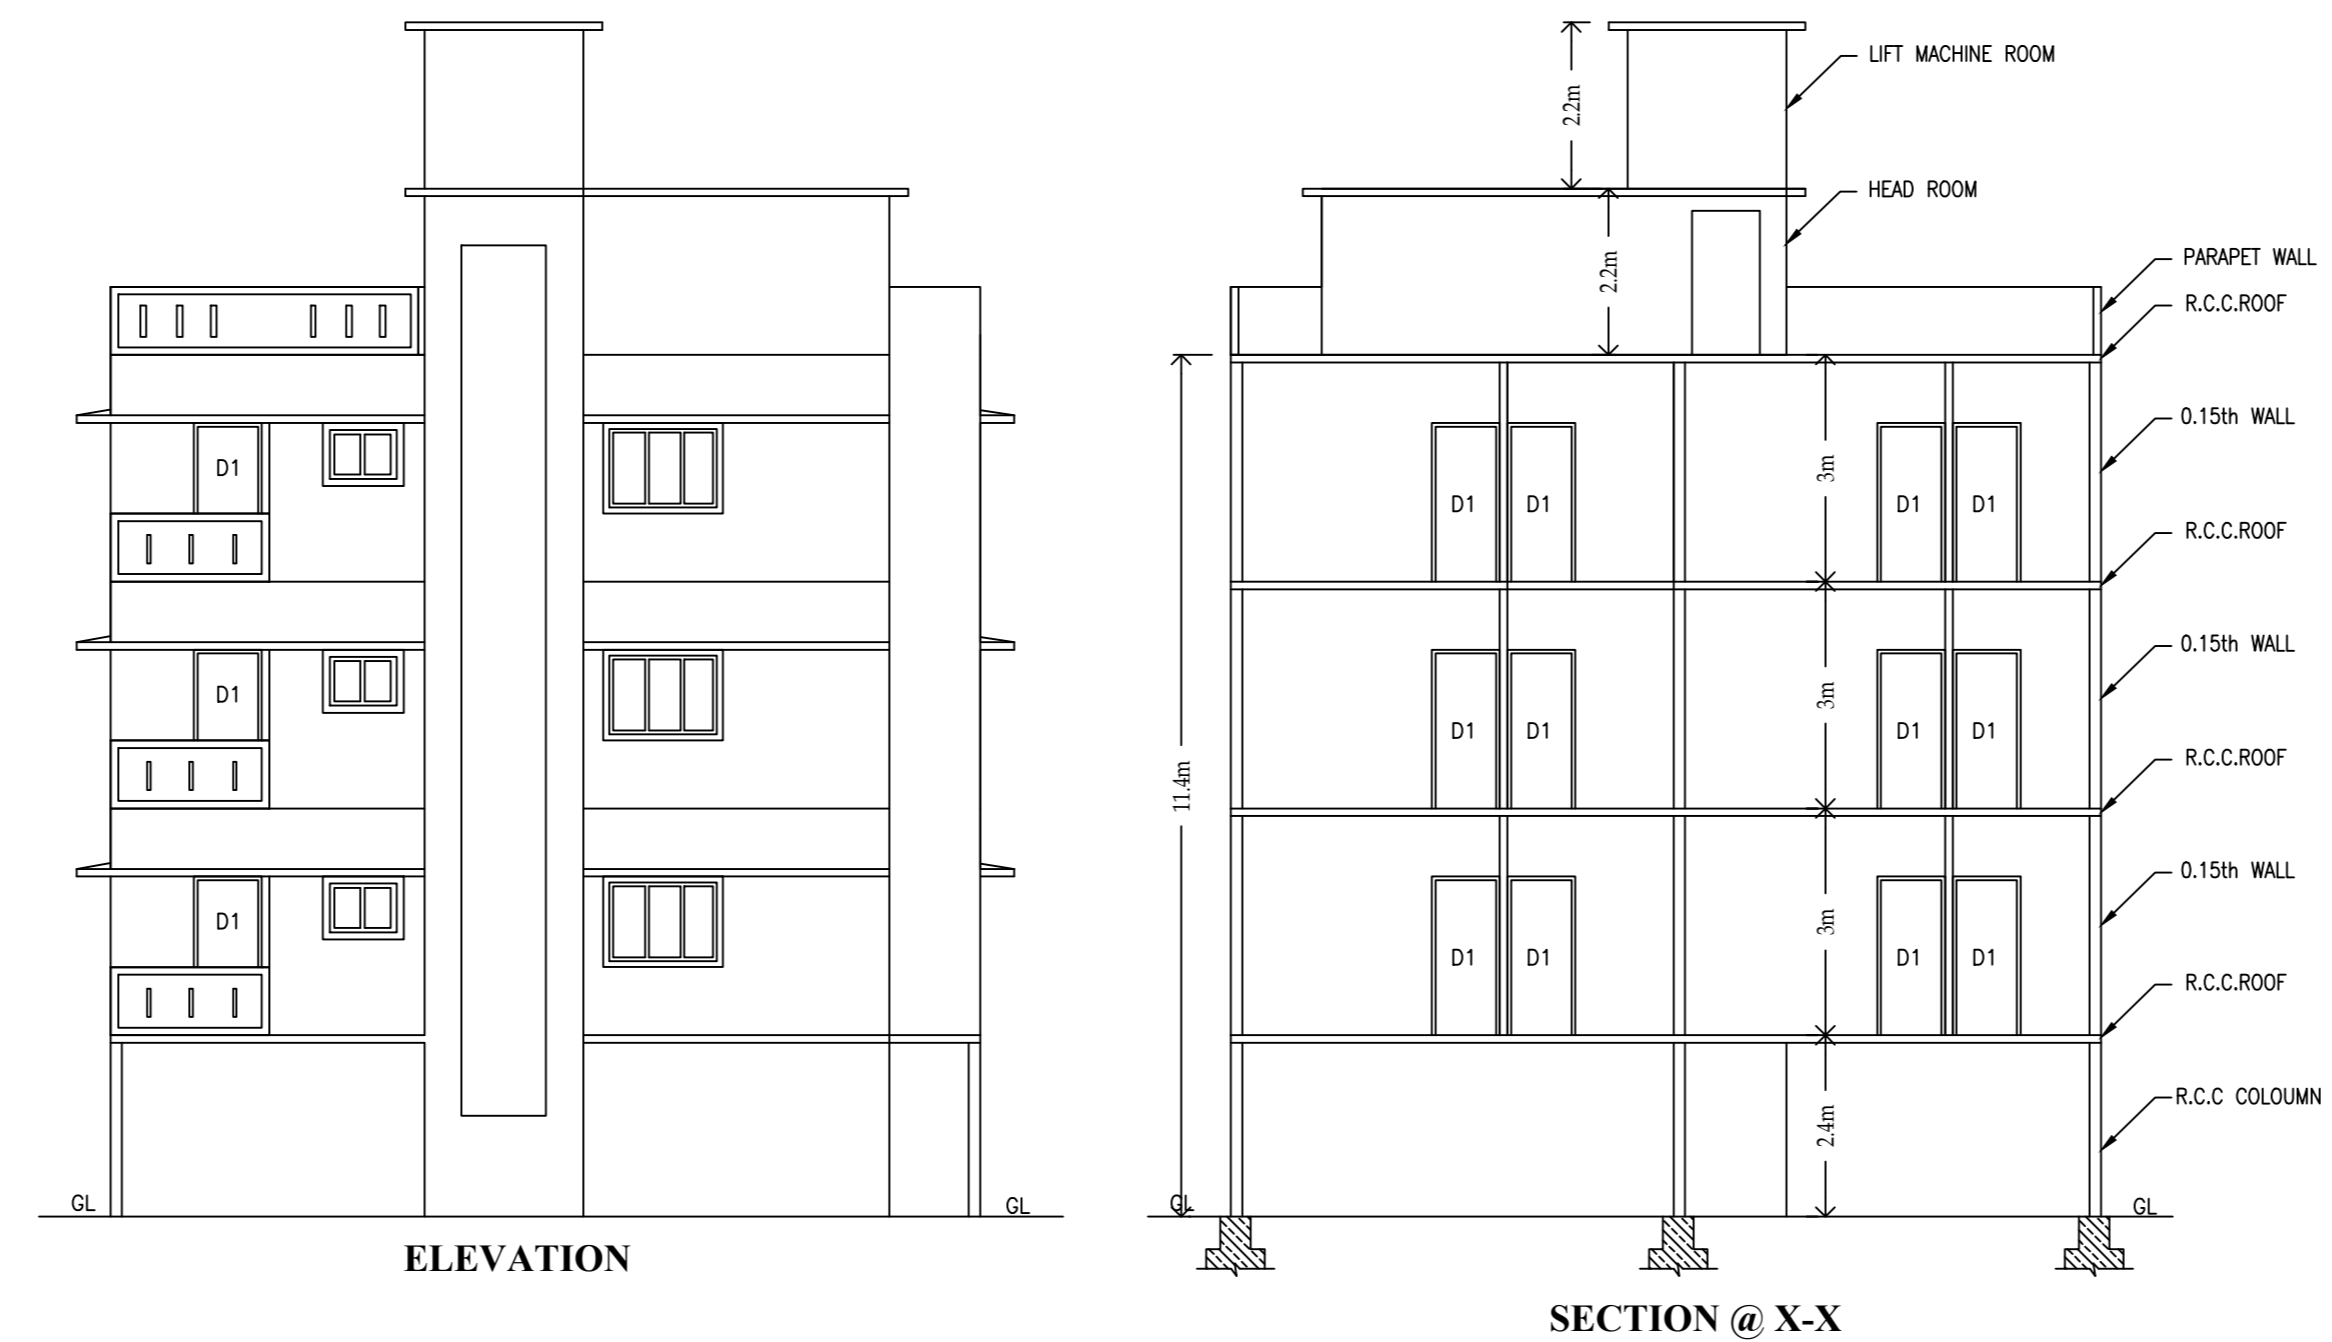 LIFT MACHINE ROOM
2.2m
HEAD ROOM
2.2m
PARAPET WALL
R.C.C.ROOF
0.15th WALL
D1
3m
D1 D1 D1 D1
R.C.C.ROOF
0.15th WALL
D1
3m
D1 D1 D1 D1
R.C.C.ROOF
11.4m
0.15th WALL
D1
3m
D1 D1 D1 D1
R.C.C.ROOF
R.C.C COLOUMN
2.4m
GL GL GL GL
ELEVATION
SECTION @ X-X